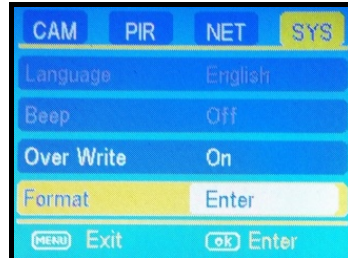 CAM PIR NET SYS
Language English
Beep Off
Over Write On
Format Enter
MENU Exit ok Enter